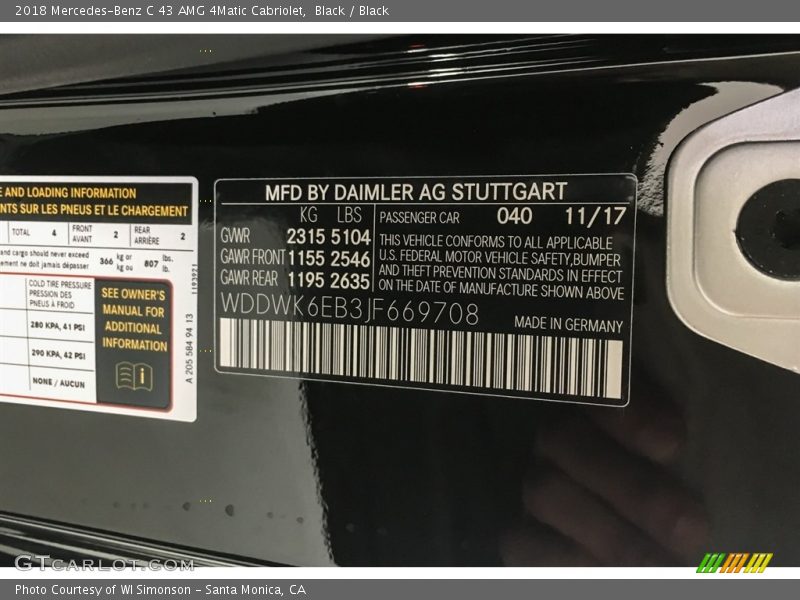 2018 Mercedes-Benz C 43 AMG 4Matic Cabriolet, Black / Black
E AND LOADING INFORMATION
NTS SUR LES PNEUS ET LE CHARGEMENT
TOTAL 4 FRONT AVANT 2 REAR ARRIÈRE 2
and cargo should never exceed
ement ne doit jamais dépasser 366 kg or kg ou 807 lbs. lb.
COLD TIRE PRESSURE
PRESSION DES
PNEUS À FROID
280 KPA, 41 PSI
290 KPA, 42 PSI
NONE / AUCUN
SEE OWNER'S
MANUAL FOR
ADDITIONAL
INFORMATION
i
1193921
A 205 584 94 13
MFD BY DAIMLER AG STUTTGART
KG LBS
GWR 2315 5104
GAWR FRONT 1155 2546
GAWR REAR 1195 2635
PASSENGER CAR 040 11/17
THIS VEHICLE CONFORMS TO ALL APPLICABLE
U.S. FEDERAL MOTOR VEHICLE SAFETY,BUMPER
AND THEFT PREVENTION STANDARDS IN EFFECT
ON THE DATE OF MANUFACTURE SHOWN ABOVE
WDDWK6EB3JF669708
MADE IN GERMANY
GTcarlot.com
Photo Courtesy of WI Simonson - Santa Monica, CA